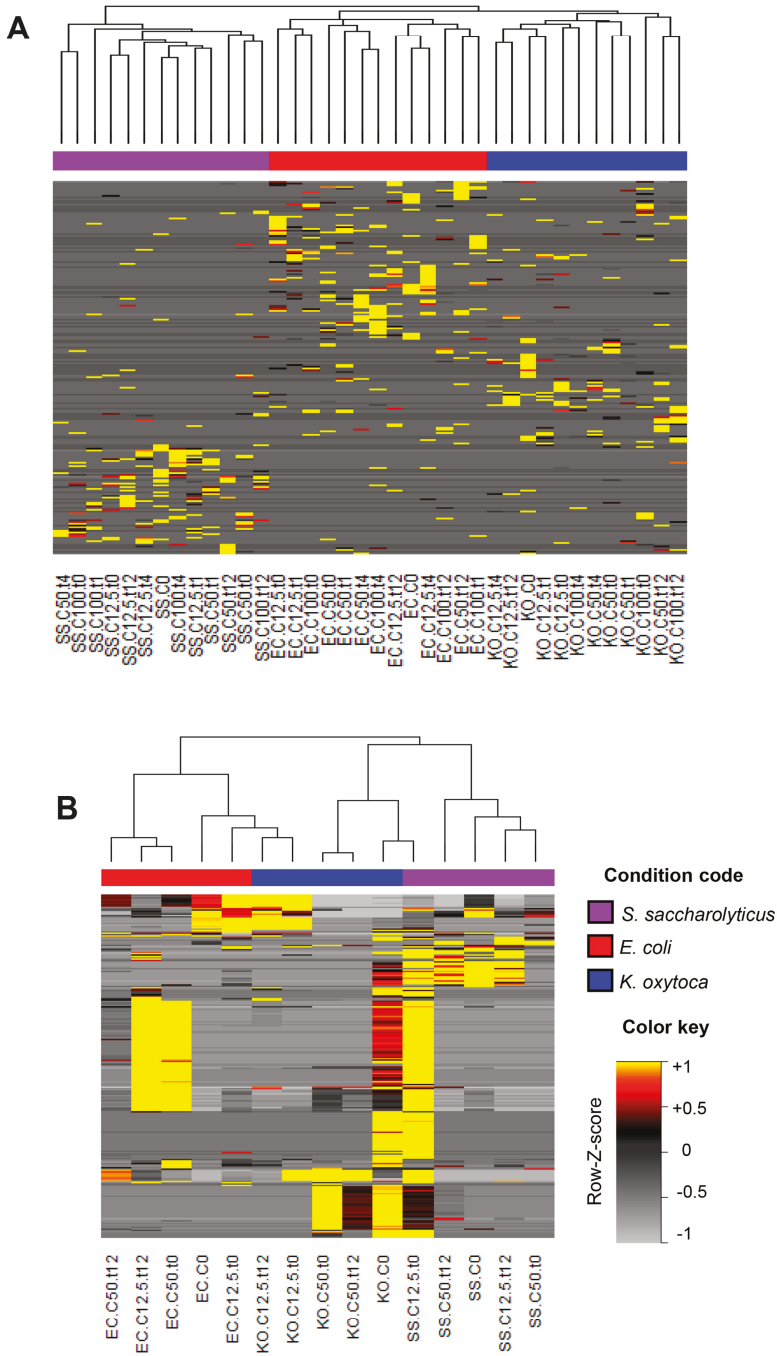 A
SS.C50.t4
SS.C100.t0
SS.C100.t1
SS.C12.5.t0
SS.C12.5.t12
SS.C12.5.t4
SS.C0
SS.C100.t4
SS.C12.5.t1
SS.C50.t1
SS.C50.t12
SS.C50.t0
SS.C100.t12
EC.C12.5.t0
EC.C12.5.t1
EC.C100.t0
EC.C50.t0
EC.C50.t1
EC.C50.t4
EC.C100.t4
EC.C12.5.t12
EC.C0
EC.C12.5.t4
EC.C100.t12
EC.C50.t12
EC.C100.t1
KO.C12.5.t4
KO.C12.5.t12
KO.C0
KO.C12.5.t1
KO.C12.5.t0
KO.C100.t4
KO.C50.t4
KO.C50.t0
KO.C50.t1
KO.C100.t0
KO.C50.t12
KO.C100.t12
B
EC.C50.t12
EC.C12.5.t12
EC.C50.t0
EC.C0
EC.C12.5.t0
KO.C12.5.t12
KO.C12.5.t0
KO.C50.t0
KO.C50.t12
KO.C0
SS.C12.5.t0
SS.C50.t12
SS.C0
SS.C12.5.t12
SS.C50.t0
Condition code
S. saccharolyticus
E. coli
K. oxytoca
Color key
Row-Z-score
+1
+0.5
0
-0.5
-1